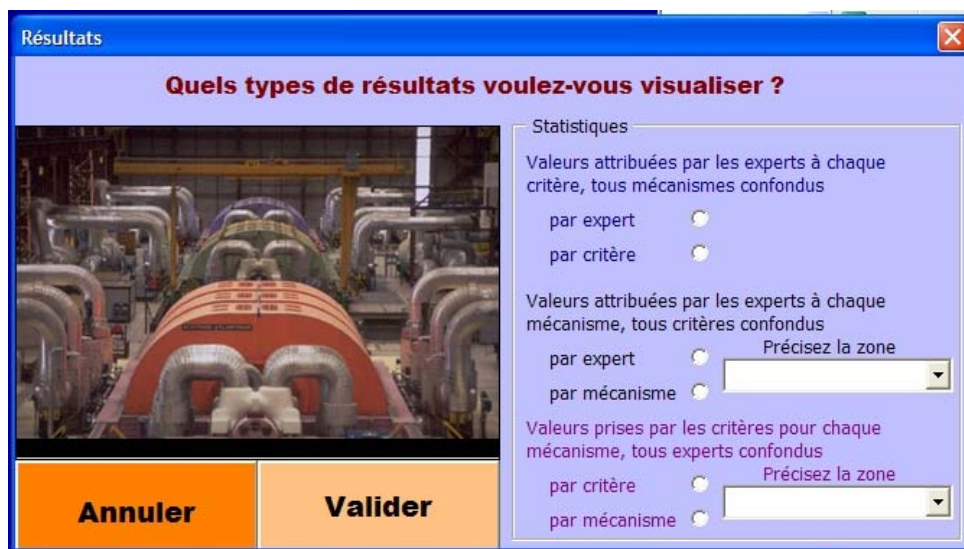 Résultats
Quels types de résultats voulez-vous visualiser ?
Statistiques
Valeurs attribuées par les experts à chaque
critère, tous mécanismes confondus
par expert
par critère
Valeurs attribuées par les experts à chaque
mécanisme, tous critères confondus
Précisez la zone
par expert
par mécanisme
Valeurs prises par les critères pour chaque
mécanisme, tous experts confondus
Précisez la zone
par critère
par mécanisme
Annuler
Valider